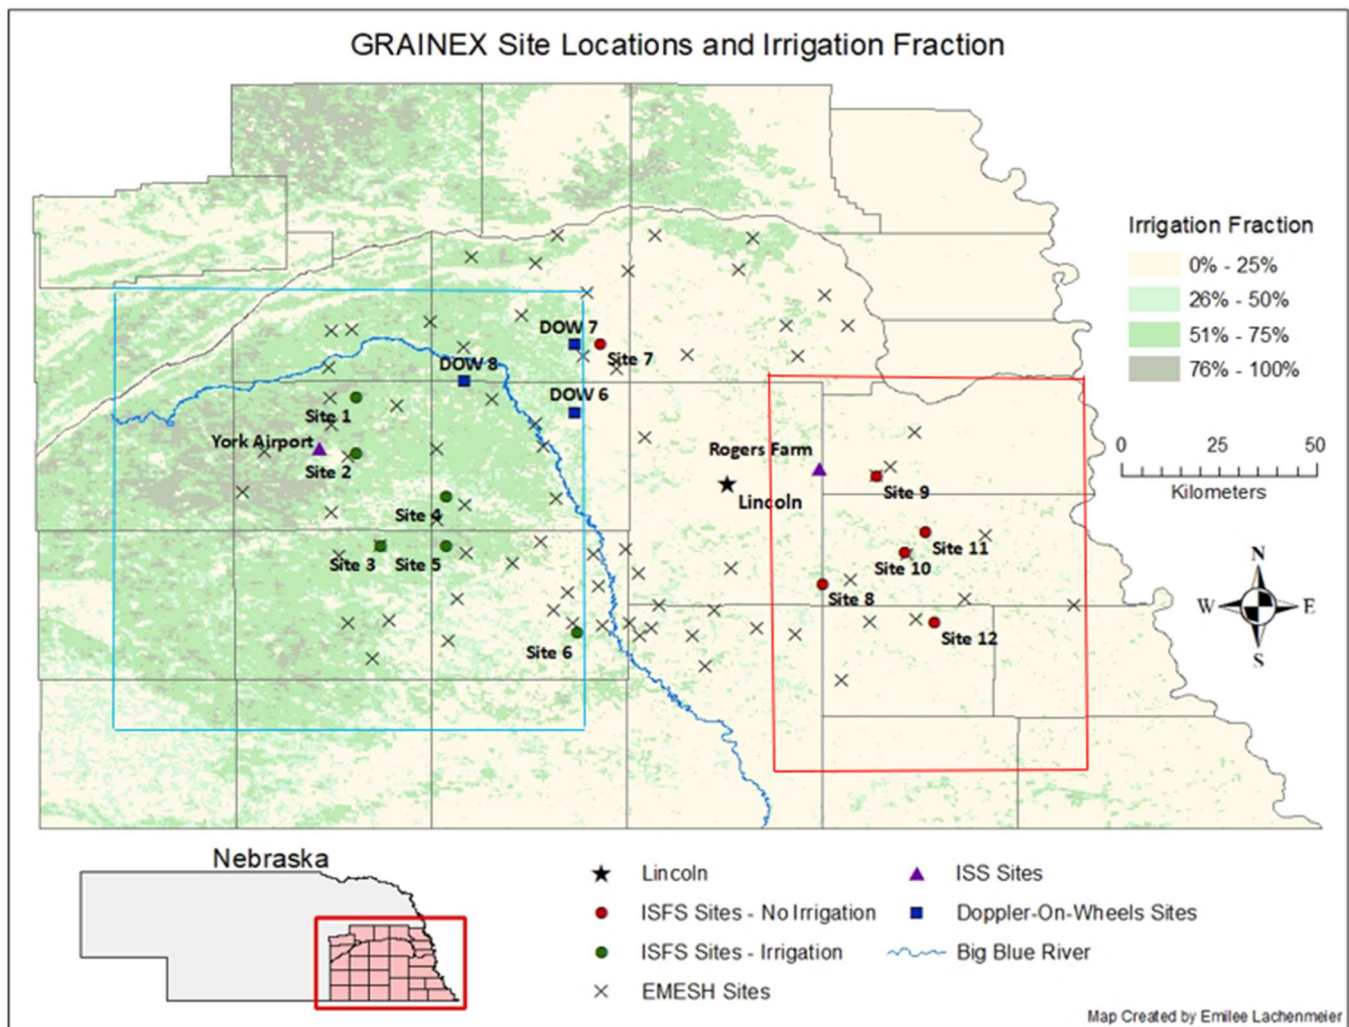 GRAINEX Site Locations and Irrigation Fraction
Irrigation Fraction
0% - 25%
26% - 50%
51% - 75%
76% - 100%
DOW 7
Site 7
DOW 8
DOW 6
Site 1
York Airport
Site 2
Rogers Farm
Lincoln
Site 9
Site 4
Site 3
Site 5
Site 11
Site 10
Site 8
Site 12
Site 6
0 25 50
Kilometers
N
W E
S
Nebraska
Lincoln
ISFS Sites - No Irrigation
ISFS Sites - Irrigation
EMESH Sites
ISS Sites
Doppler-On-Wheels Sites
Big Blue River
Map Created by Emilee Lachenmeier